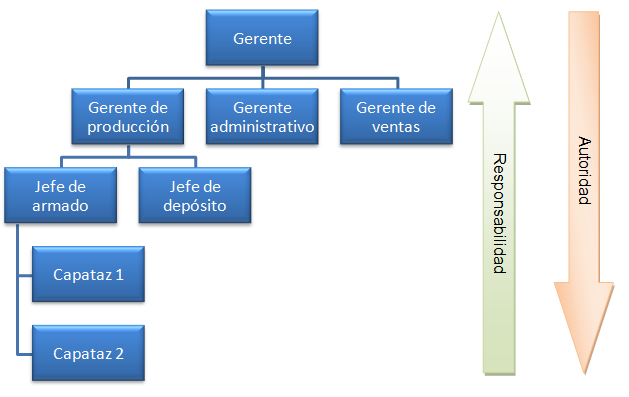 Gerente
Gerente de
producción
Gerente
administrativo
Gerente de
ventas
Jefe de
armado
Jefe de
depósito
Capataz 1
Capataz 2
Responsabilidad
Autoridad